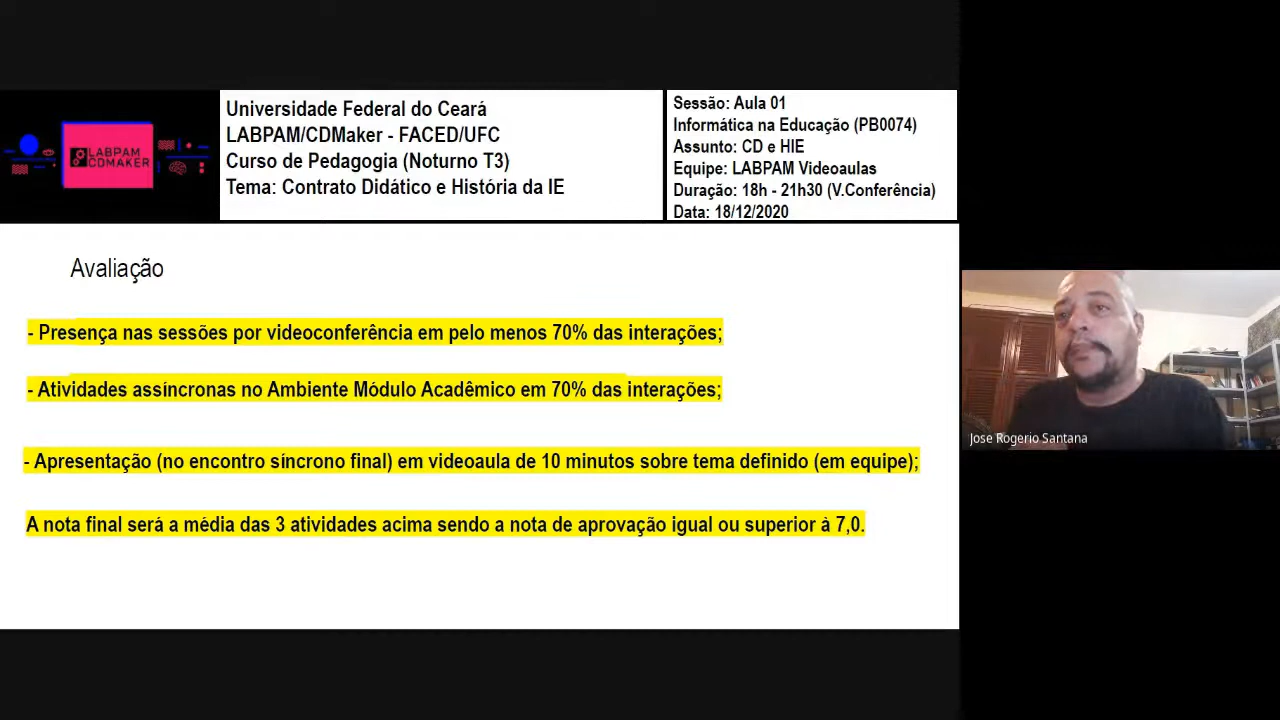 LABPAM
CDMAKER
Universidade Federal do Ceará
LABPAM/CDMaker - FACED/UFC
Curso de Pedagogia (Noturno T3)
Tema: Contrato Didático e História da IE
Sessão: Aula 01
Informática na Educação (PB0074)
Assunto: CD e HIE
Equipe: LABPAM Videoaulas
Duração: 18h - 21h30 (V.Conferência)
Data: 18/12/2020
Avaliação
- Presença nas sessões por videoconferência em pelo menos 70% das interações;
- Atividades assíncronas no Ambiente Módulo Acadêmico em 70% das interações;
- Apresentação (no encontro síncrono final) em videoaula de 10 minutos sobre tema definido (em equipe);
A nota final será a média das 3 atividades acima sendo a nota de aprovação igual ou superior à 7,0.
Jose Rogerio Santana